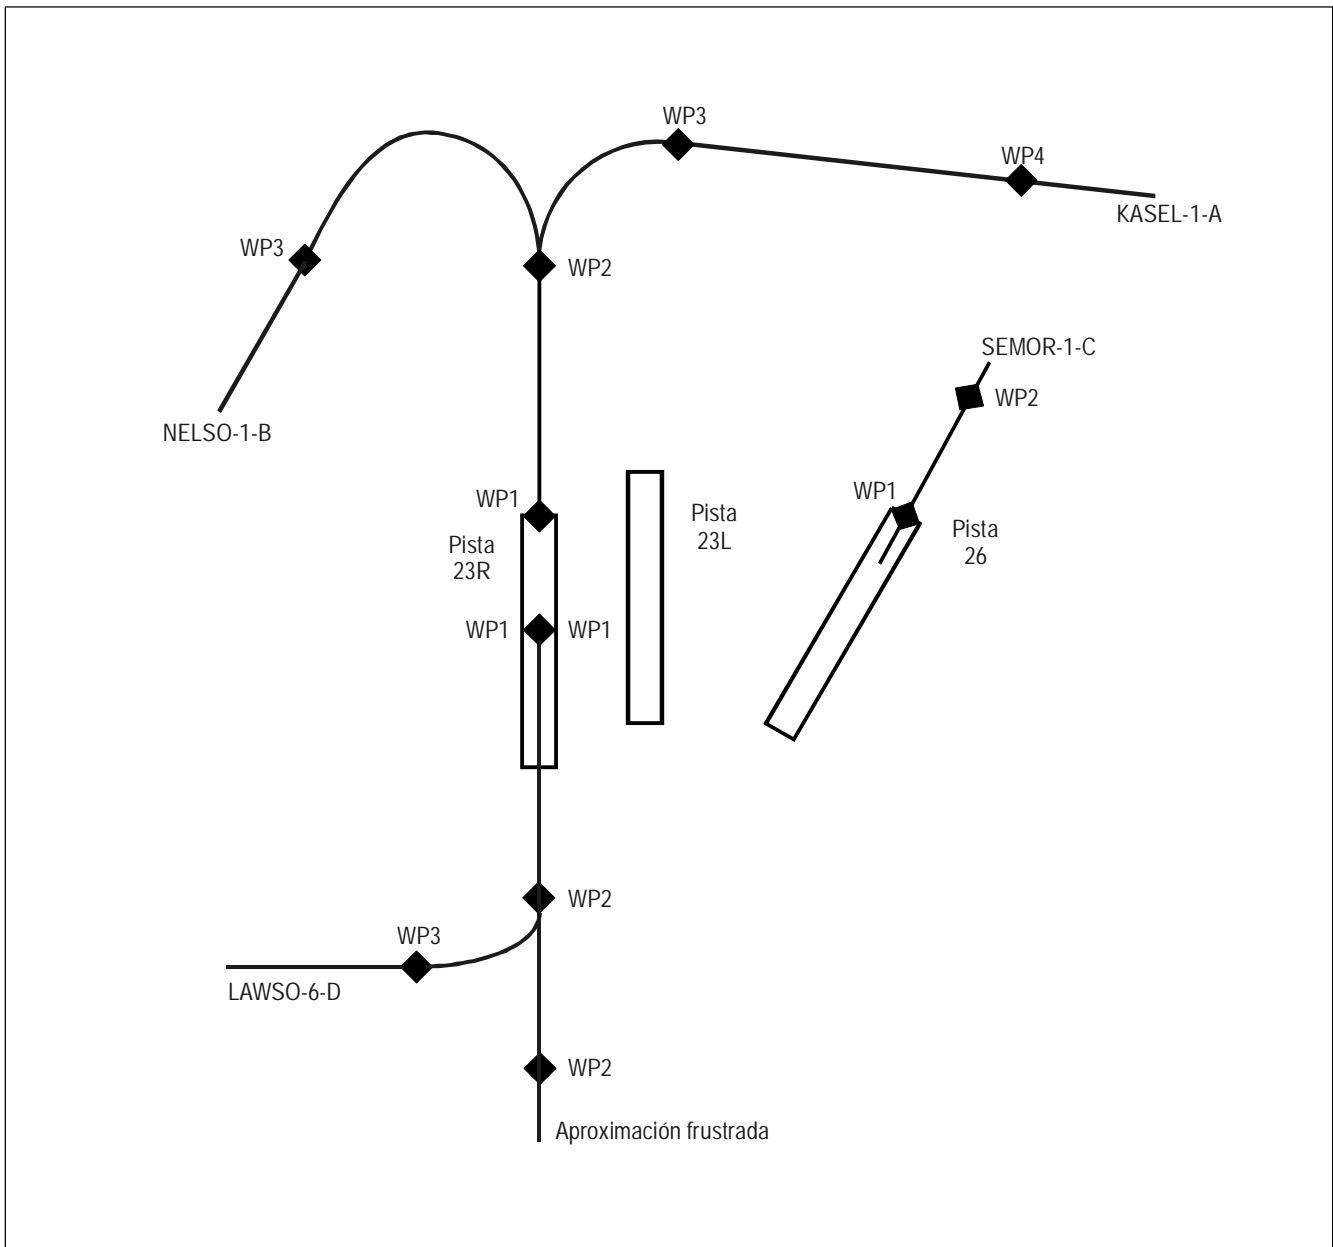 WP3
WP4
KASEL-1-A
WP3
WP2
SEMOR-1-C
WP2
NELSO-1-B
WP1
WP1
Pista
23L
Pista
26
Pista
23R
WP1
WP1
WP2
WP3
LAWSO-6-D
WP2
Aproximación frustrada